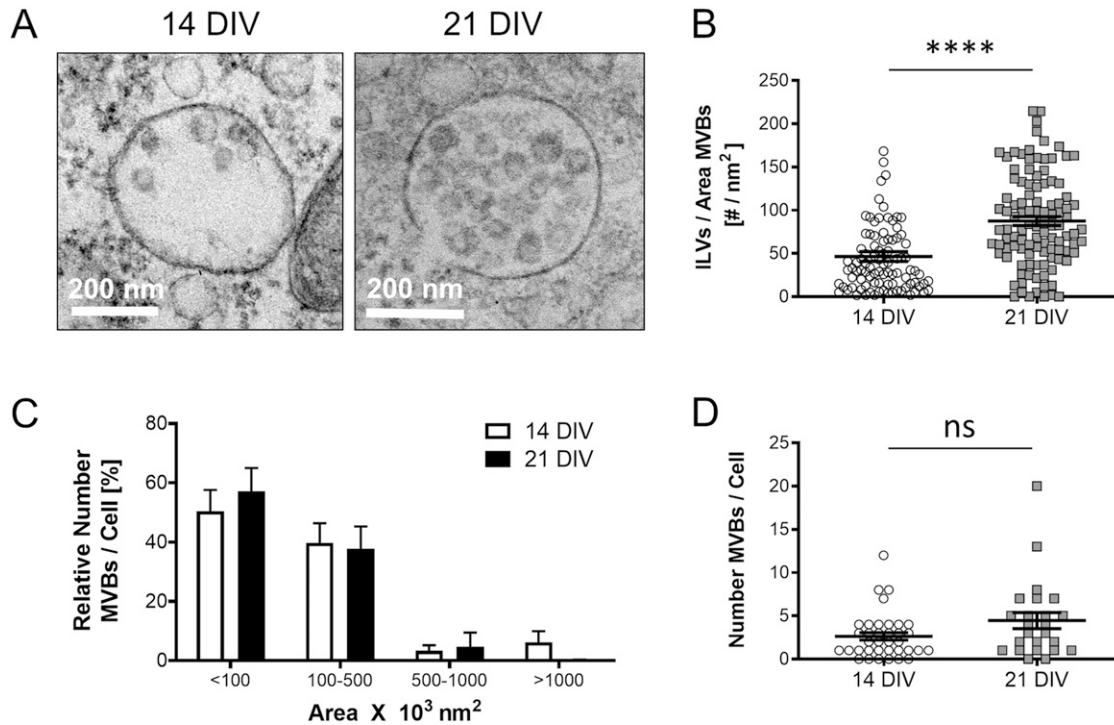 A
14 DIV
21 DIV
200 nm
200 nm
B
****
ILVs / Area MVBs
[# / nm²]
250
200
150
100
50
0
14 DIV
21 DIV
C
14 DIV
21 DIV
Relative Number
MVBs / Cell [%]
80
60
40
20
0
<100
100-500
500-1000
>1000
Area X 10³ nm²
D
ns
Number MVBs / Cell
25
20
15
10
5
0
14 DIV
21 DIV